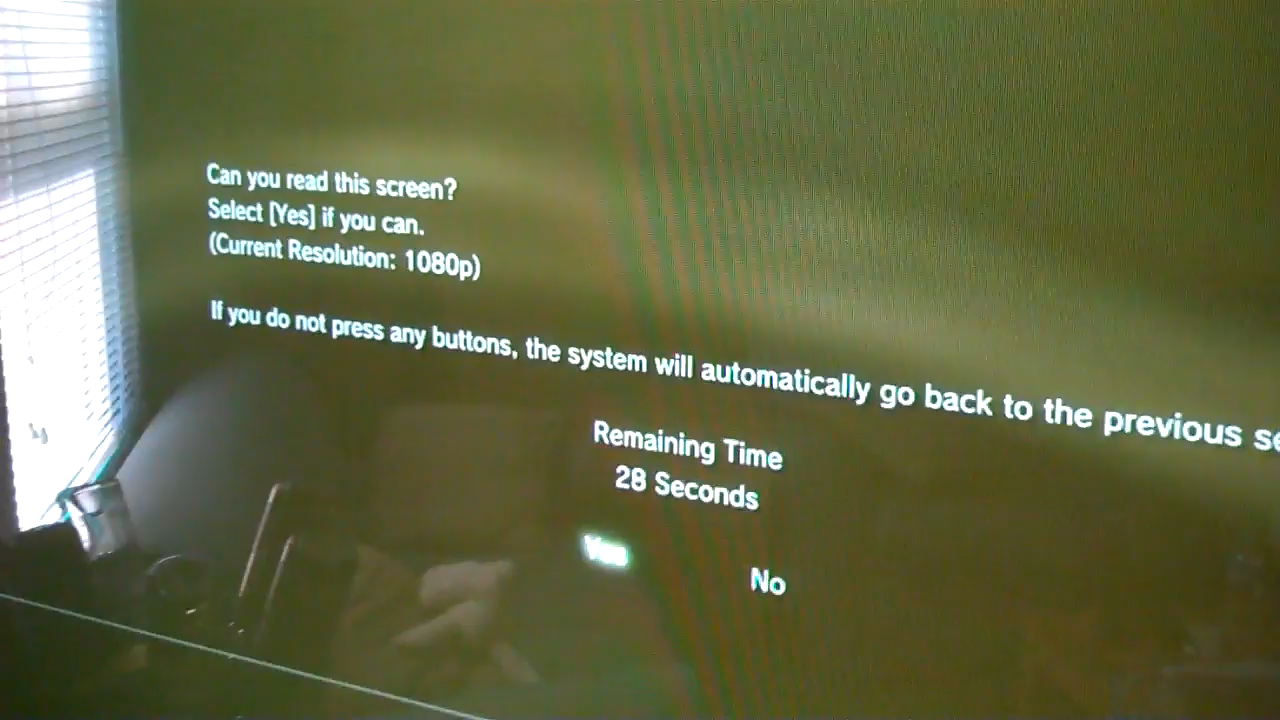 Can you read this screen?
Select [Yes] if you can.
(Current Resolution: 1080p)
If you do not press any buttons, the system will automatically go back to the previous se
Remaining Time
28 Seconds
Yes
No